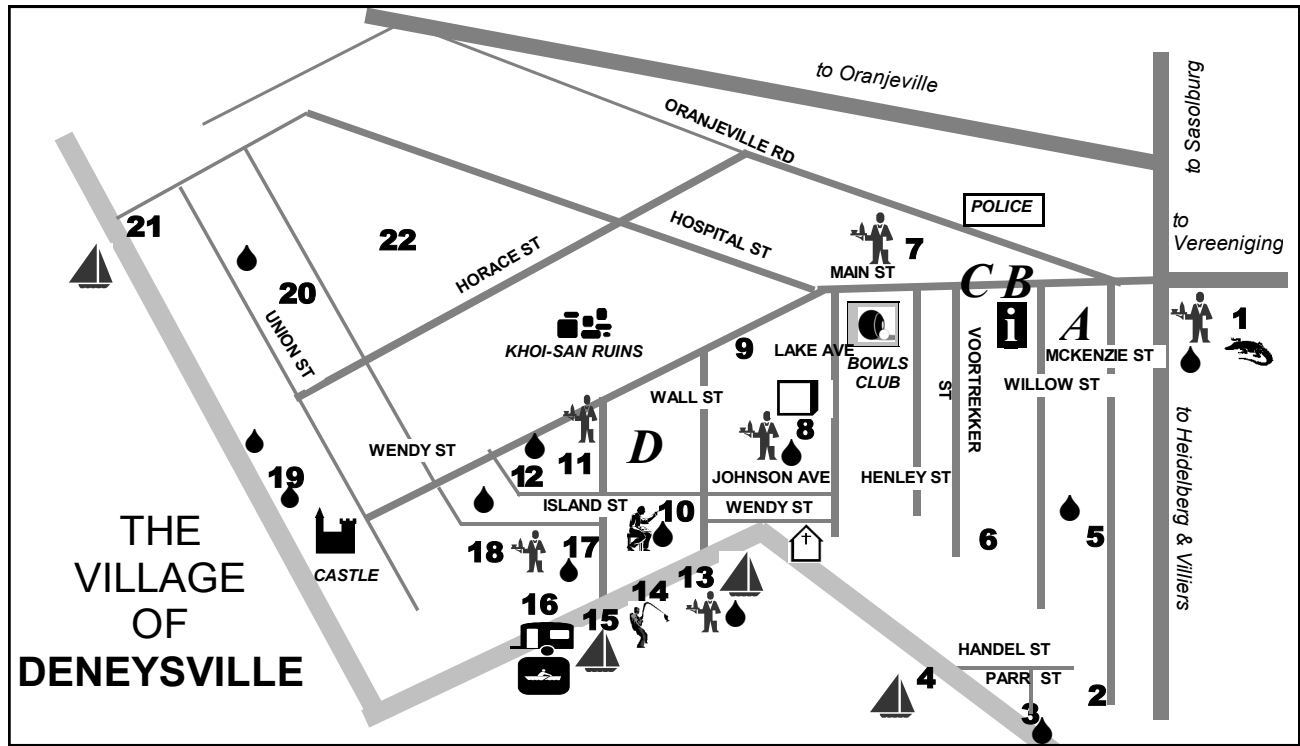 to Oranjeville
to Sasolburg
ORANJEVILLE RD
POLICE
to
Vereeniging
21
22
HOSPITAL ST
7
MAIN ST
HORACE ST
C
B
20
A
1
UNION ST
KHOI-SAN RUINS
9
LAKE AVE
BOWLS
CLUB
i
MCKENZIE ST
VOORTREKKER
ST
WILLOW ST
WALL ST
8
WENDY ST
11
D
12
JOHNSON AVE
HENLEY ST
to Heidelberg & Villiers
19
ISLAND ST
10
WENDY ST
6
5
THE
VILLAGE
OF
DENEYSVILLE
CASTLE
18
17
13
16
14
15
HANDEL ST
PARR ST
4
2
3